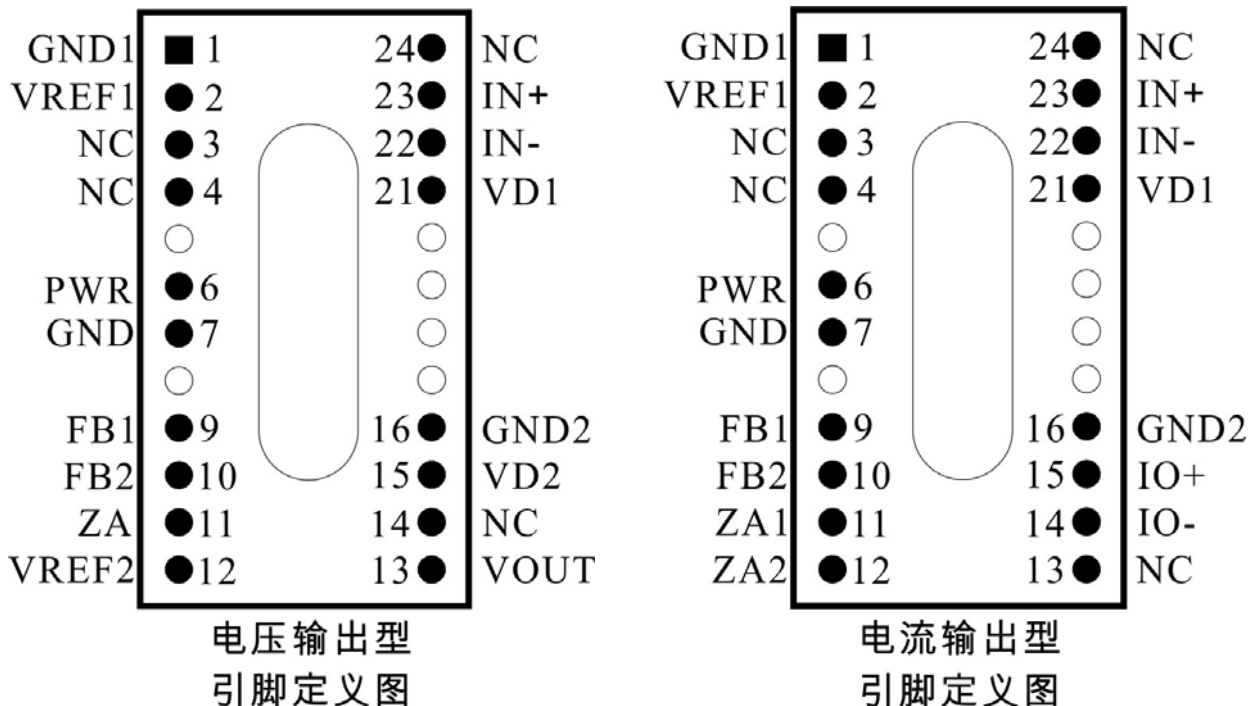 GND1 1 24 NC
VREF1 2 23 IN+
NC 3 22 IN-
NC 4 21 VD1
PWR 6
GND 7
FB1 9 16 GND2
FB2 10 15 VD2
ZA 11 14 NC
VREF2 12 13 VOUT
电压输出型
引脚定义图
GND1 1 24 NC
VREF1 2 23 IN+
NC 3 22 IN-
NC 4 21 VD1
PWR 6
GND 7
FB1 9 16 GND2
FB2 10 15 IO+
ZA1 11 14 IO-
ZA2 12 13 NC
电流输出型
引脚定义图